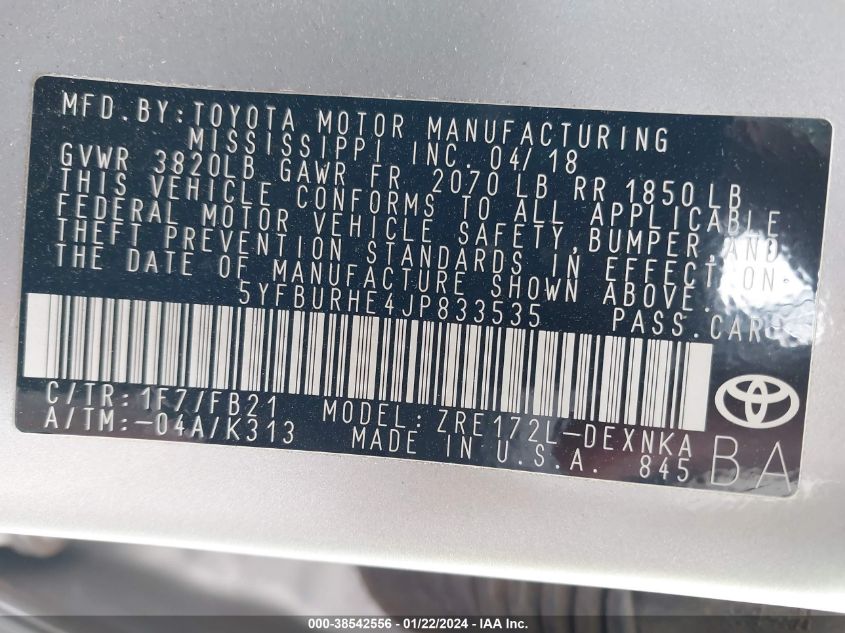 MFD.BY:TOYOTA MOTOR MANUFACTURING
MISSISSIPPI INC. 04/18
GVWR 3820LB GAWR FR 2070 LB RR 1850LB
THIS VEHICLE CONFORMS TO ALL APPLICABLE
FEDERAL MOTOR VEHICLE SAFETY,BUMPER,AND
THEFT PREVENTION STANDARDS IN EFFECT ON
THE DATE OF MANUFACTURE SHOWN ABOVE.
5YFBURHE4JP833535 PASS.CAR
C/TR:1F7/FB21 MODEL:ZRE172L-DEXNKA
A/TM:-04A/K313 MADE IN U.S.A. 845
BA
000-38542556 - 01/22/2024 - IAA Inc.